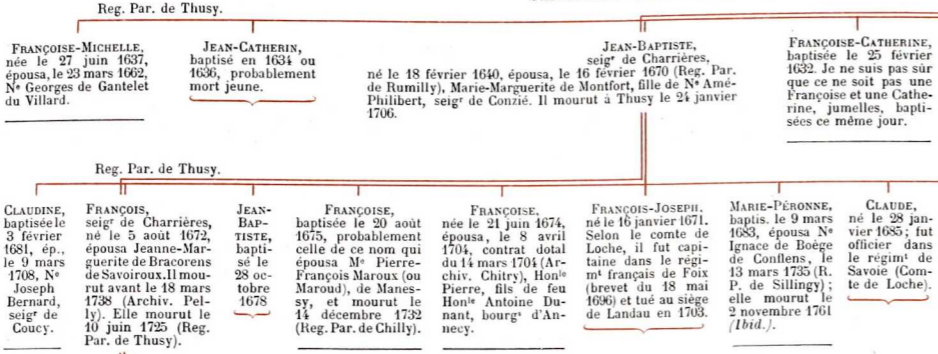 Reg. Par. de Thusy.
FRANÇOISE-MICHELLE,
née le 27 juin 1637,
épousa, le 23 mars 1662,
Nᵉ Georges de Gantelet
du Villard.
JEAN-CATHERIN,
baptisé en 1634 ou
1636, probablement
mort jeune.
JEAN-BAPTISTE,
seigʳ de Charrières,
né le 18 février 1640, épousa, le 16 février 1670 (Reg. Par.
de Rumilly), Marie-Marguerite de Montfort, fille de Nᵉ Amé-
Philibert, seigʳ de Conzié. Il mourut à Thusy le 24 janvier
1706.
FRANÇOISE-CATHERINE,
baptisée le 25 février
1632. Je ne suis pas sûr
que ce ne soit pas une
Françoise et une Cathe-
rine, jumelles, bapti-
sées ce même jour.
Reg. Par. de Thusy.
CLAUDINE,
baptisée le
3 février
1681, ép.,
le 9 mars
1708, Nᵉ
Joseph
Bernard,
seigʳ de
Coucy.
FRANÇOIS,
seigʳ de Charrières,
né le 5 août 1672,
épousa Jeanne-Mar-
guerite de Bracorens
de Savoiroux. Il mou-
rut avant le 18 mars
1738 (Archiv. Pel-
ly). Elle mourut le
10 juin 1725 (Reg.
Par. de Thusy).
JEAN-
BAP-
TISTE,
bapti-
sé le
28 oc-
tobre
1678
FRANÇOISE,
baptisée le 20 août
1675, probablement
celle de ce nom qui
épousa Mᵉ Pierre-
François Maroux (ou
Maroud), de Manes-
sy, et mourut le
14 décembre 1732
(Reg. Par. de Chilly).
FRANÇOISE,
née le 21 juin 1674,
épousa, le 8 avril
1704, contrat dotal
du 14 mars 1704 (Ar-
chiv. Chitry), Honˡᵉ
Pierre, fils de feu
Honˡᵉ Antoine Du-
nant, bourgˢ d'An-
necy.
FRANÇOIS-JOSEPH.
né le 16 janvier 1671.
Selon le comte de
Loche, il fut capi-
taine dans le régi-
mᵗ français de Foix
(brevet du 18 mai
1696) et tué au siège
de Landau en 1703.
MARIE-PÉRONNE,
baptis. le 9 mars
1683, épousa Nᵉ
Ignace de Boège
de Conflens, le
13 mars 1735 (R.
P. de Sillingy) ;
elle mourut le
2 novembre 1761
(Ibid.).
CLAUDE,
né le 28 jan-
vier 1685 ; fut
officier dans
le régimᵗ de
Savoie (Com-
te de Loche).